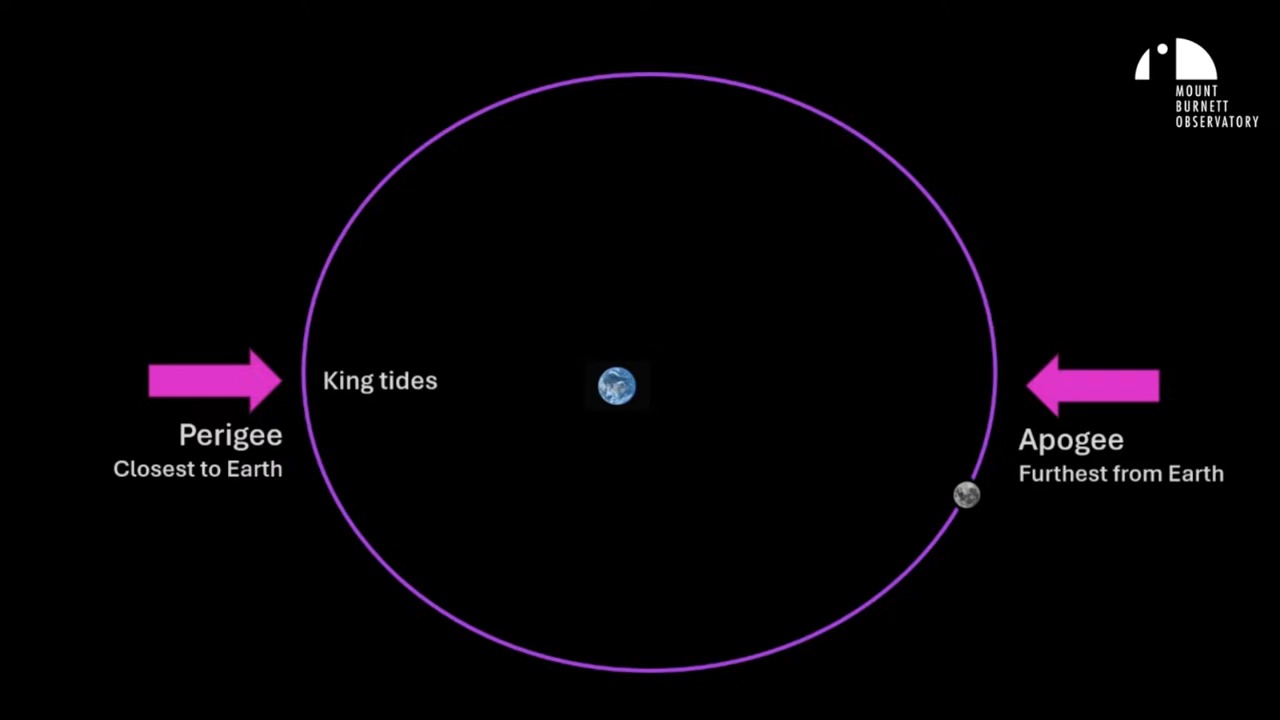 MOUNT
BURNETT
OBSERVATORY
King tides
Perigee
Closest to Earth
Apogee
Furthest from Earth